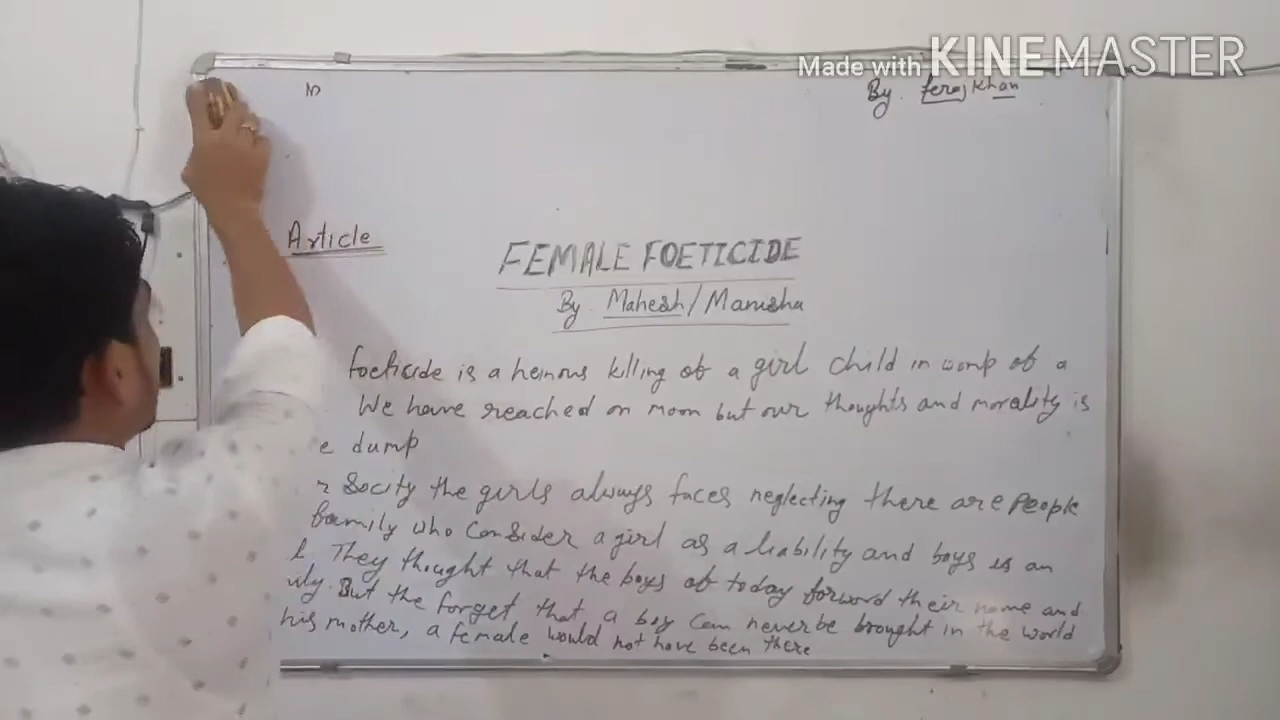 Made with KINEMASTER
By feroj khan
Article
FEMALE FOETICIDE
By Mahesh/Manisha
foeticide is a heinous killing of a girl child in womb of a
We have reached on moon but our thoughts and morality is
e dump
r Socity the girls always faces neglecting there are People
family who Consider a girl as a liability and boys is an
l They thought that the boys of today forword their name and
ily. But the forget that a boy Can never be brought in the world
his mother, a female would not have been there